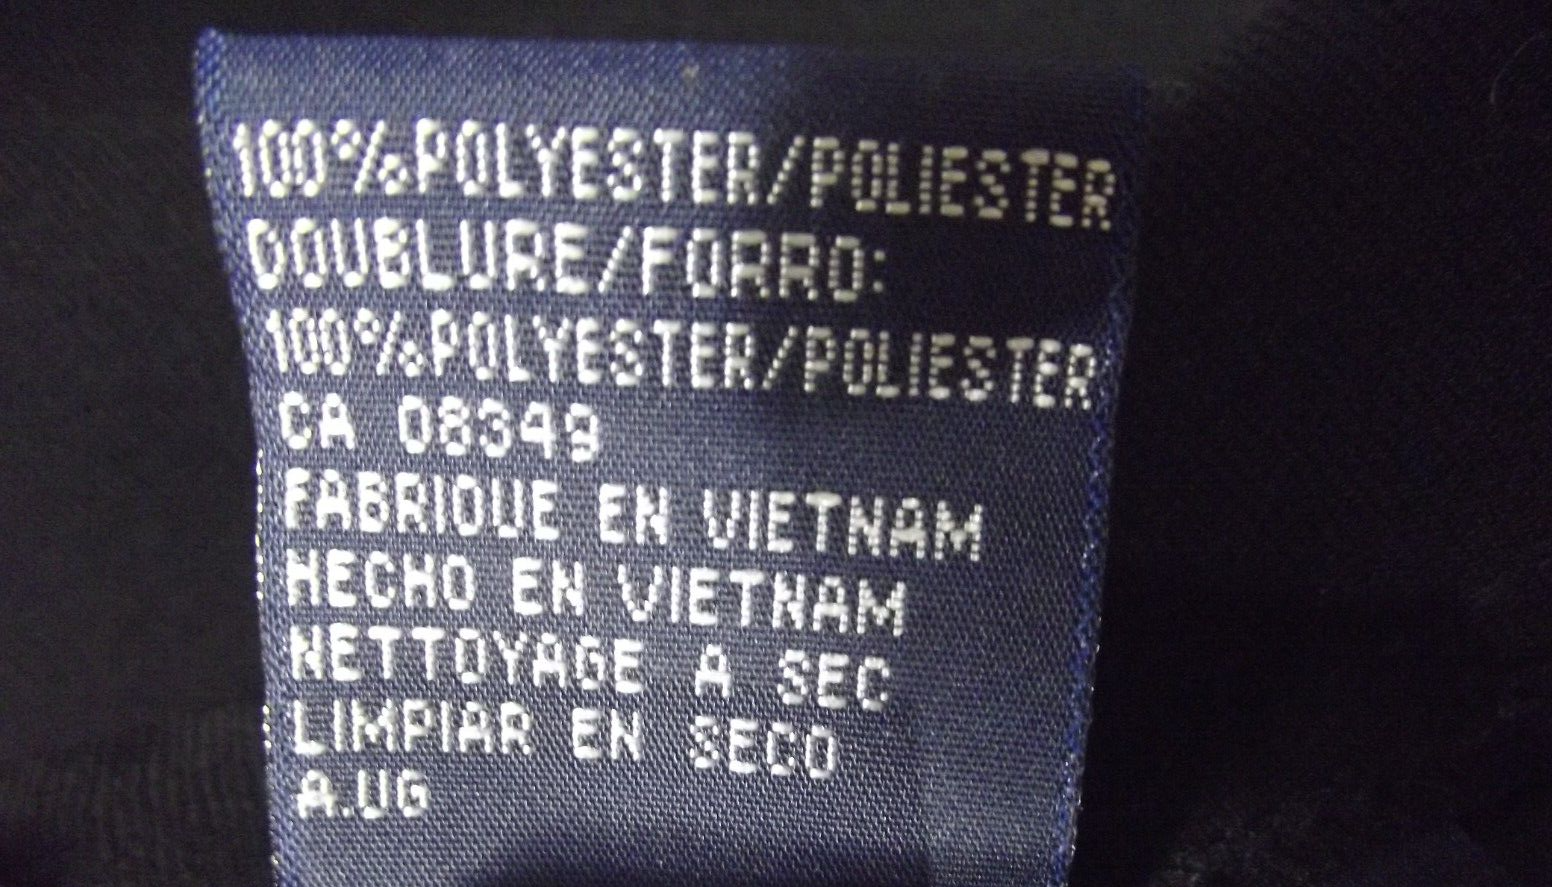 100%POLYESTER/POLIESTER
DOUBLURE/FORRO:
100%POLYESTER/POLIESTER
CA 08349
FABRIQUE EN VIETNAM
HECHO EN VIETNAM
NETTOYAGE A SEC
LIMPIAR EN SECO
A.UG